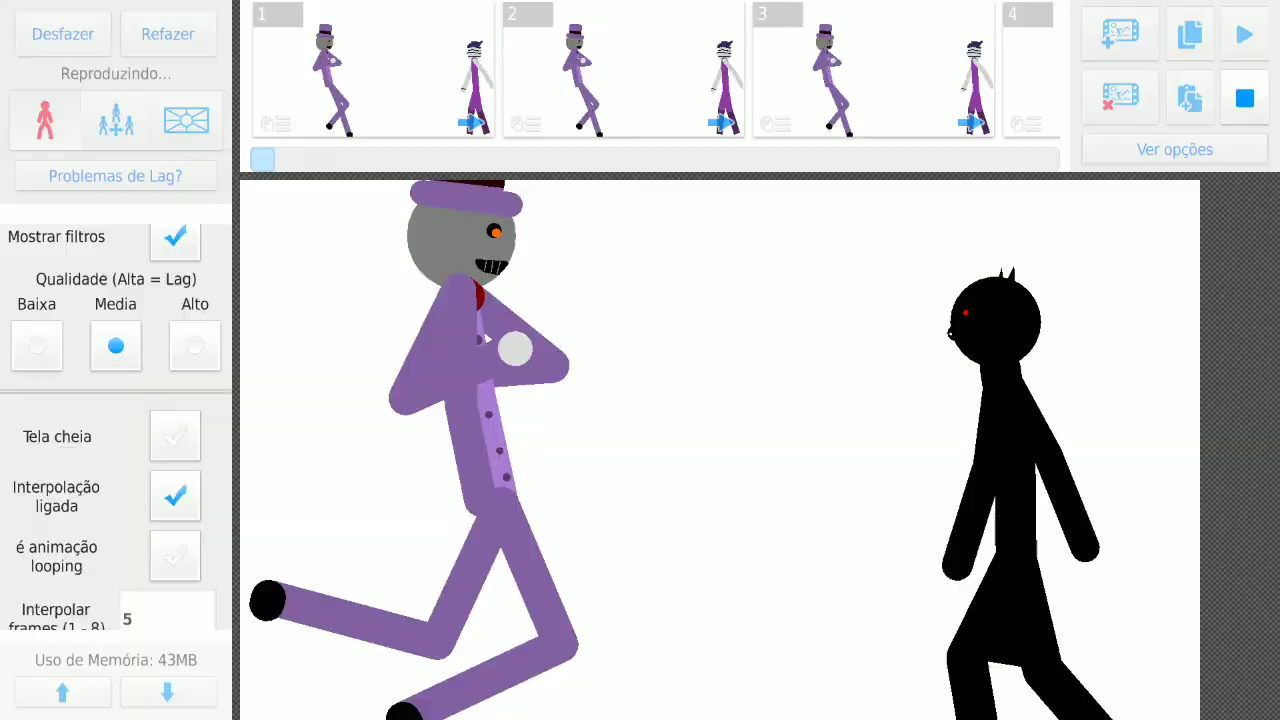 Desfazer
Refazer
Reproduzindo...
Problemas de Lag?
1
2
3
4
Ver opções
Mostrar filtros
Qualidade (Alta = Lag)
Baixa
Media
Alto
Tela cheia
Interpolação
ligada
é animação
looping
Interpolar
frames (1 - 8)
5
Uso de Memória: 43MB